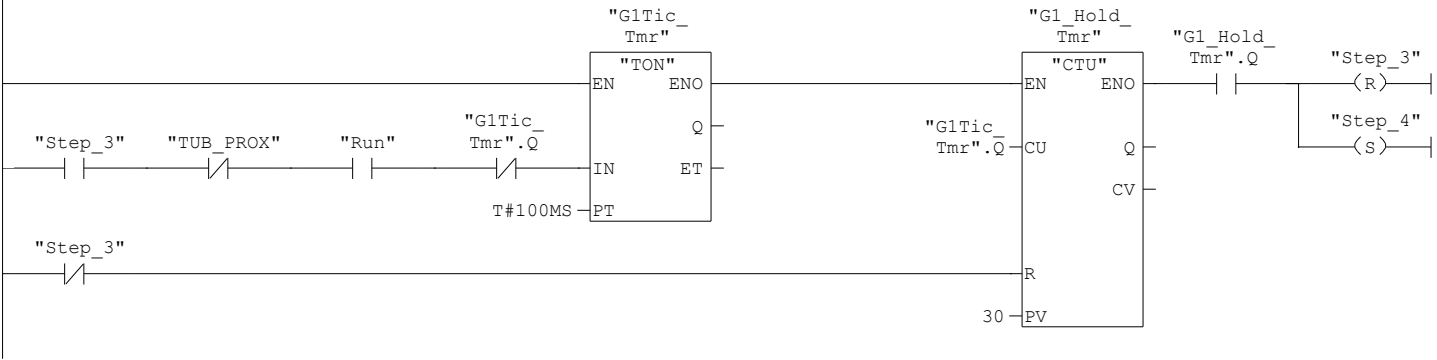 "G1Tic_
Tmr"
"TON"
EN
ENO
Q
"Step_3"
"TUB_PROX"
"Run"
"G1Tic_
Tmr".Q
IN
ET
T#100MS
PT
"G1_Hold_
Tmr"
"CTU"
EN
ENO
"G1Tic_
Tmr".Q
CU
Q
CV
"Step_3"
R
30
PV
"G1_Hold_
Tmr".Q
"Step_3"
R
"Step_4"
S